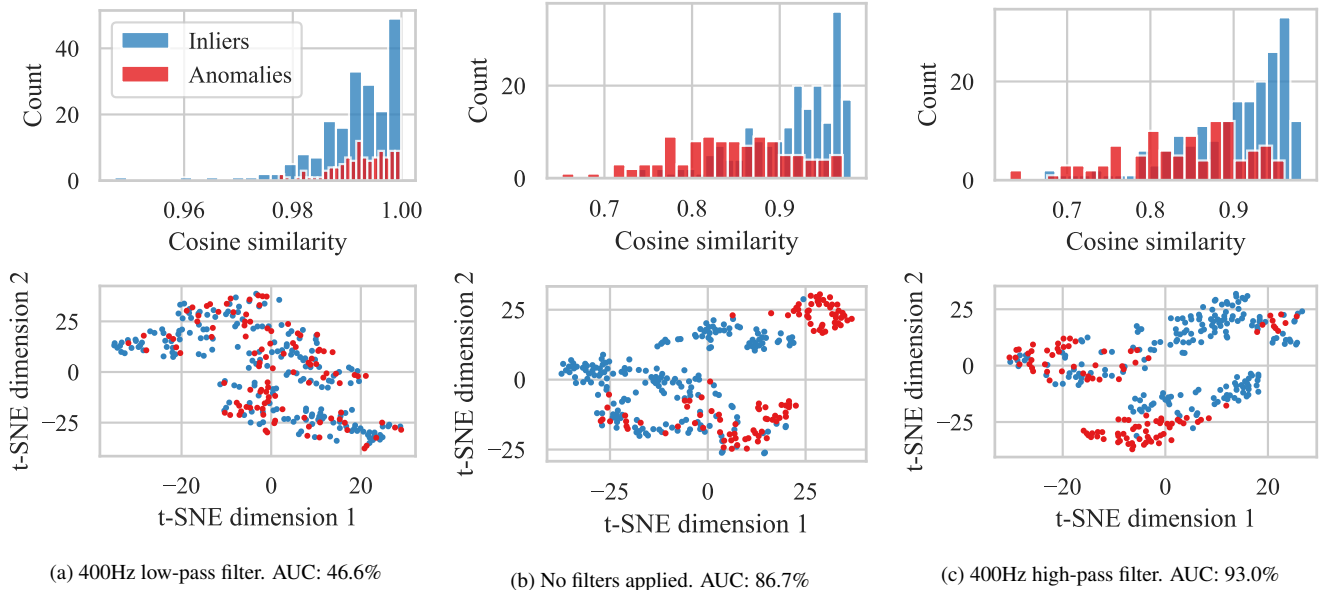 Inliers
Anomalies
Count
40
20
0
0.96
0.98
1.00
Cosine similarity
Count
20
0
0.7
0.8
0.9
Cosine similarity
Count
20
0
0.7
0.8
0.9
Cosine similarity
t-SNE dimension 2
25
0
−25
−20
0
20
t-SNE dimension 1
t-SNE dimension 2
25
0
−25
−25
0
25
t-SNE dimension 1
t-SNE dimension 2
25
0
−25
−20
0
20
t-SNE dimension 1
(a) 400Hz low-pass filter. AUC: 46.6%
(b) No filters applied. AUC: 86.7%
(c) 400Hz high-pass filter. AUC: 93.0%